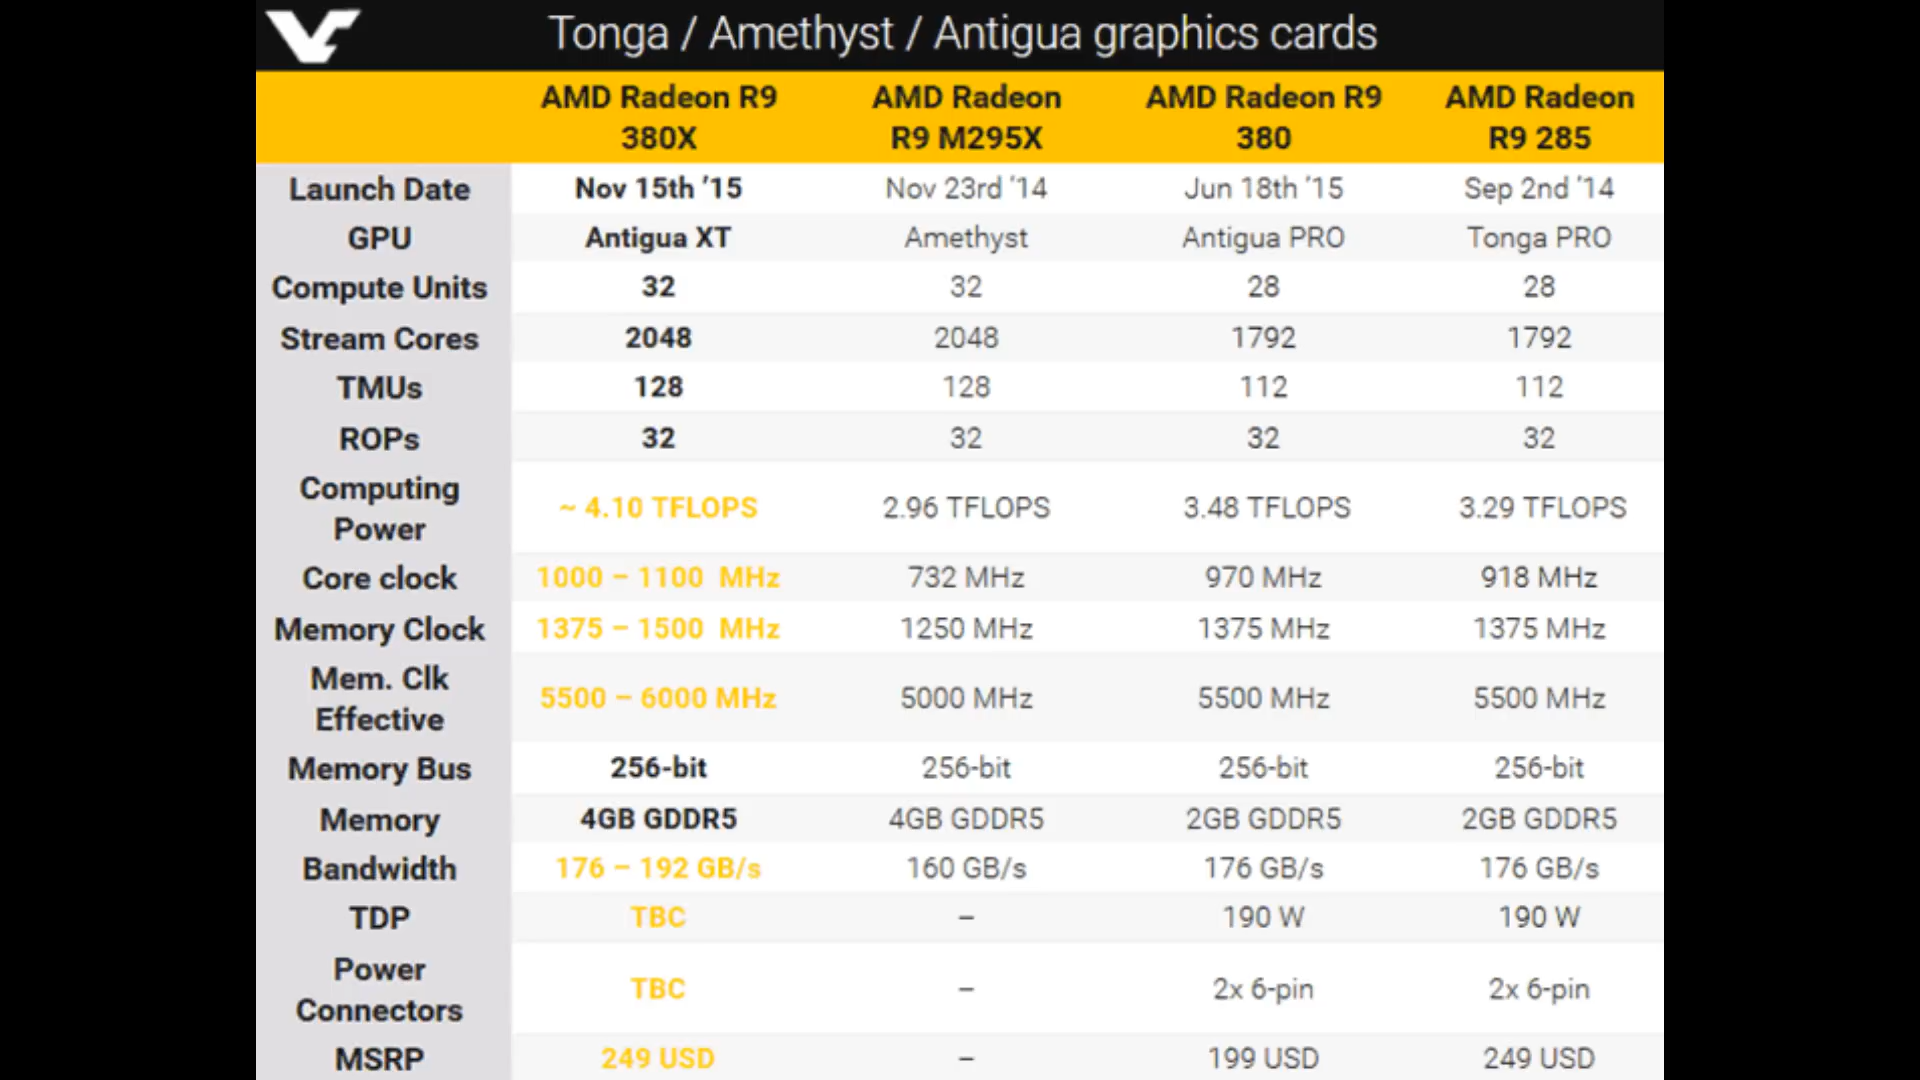 Tonga / Amethyst / Antigua graphics cards
AMD Radeon R9 380X AMD Radeon R9 M295X AMD Radeon R9 380 AMD Radeon R9 285
Launch Date Nov 15th '15 Nov 23rd '14 Jun 18th '15 Sep 2nd '14
GPU Antigua XT Amethyst Antigua PRO Tonga PRO
Compute Units 32 32 28 28
Stream Cores 2048 2048 1792 1792
TMUs 128 128 112 112
ROPs 32 32 32 32
Computing Power ~ 4.10 TFLOPS 2.96 TFLOPS 3.48 TFLOPS 3.29 TFLOPS
Core clock 1000 – 1100 MHz 732 MHz 970 MHz 918 MHz
Memory Clock 1375 – 1500 MHz 1250 MHz 1375 MHz 1375 MHz
Mem. Clk Effective 5500 – 6000 MHz 5000 MHz 5500 MHz 5500 MHz
Memory Bus 256-bit 256-bit 256-bit 256-bit
Memory 4GB GDDR5 4GB GDDR5 2GB GDDR5 2GB GDDR5
Bandwidth 176 – 192 GB/s 160 GB/s 176 GB/s 176 GB/s
TDP TBC – 190 W 190 W
Power Connectors TBC – 2x 6-pin 2x 6-pin
MSRP 249 USD – 199 USD 249 USD